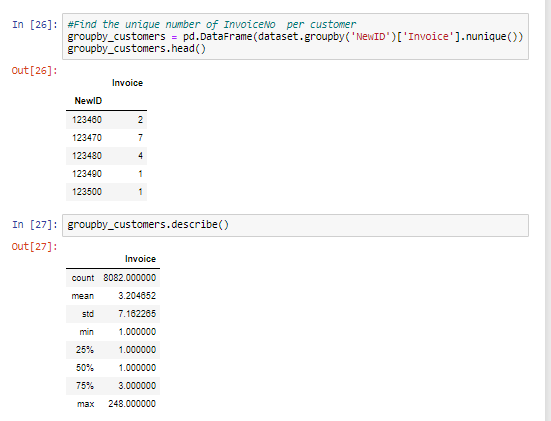 In [26]: #Find the unique number of InvoiceNo  per customer
groupby_customers = pd.DataFrame(dataset.groupby('NewID')['Invoice'].nunique())
groupby_customers.head()
Out[26]:
Invoice
NewID
123460 2
123470 7
123480 4
123490 1
123500 1
In [27]: groupby_customers.describe()
Out[27]:
Invoice
count 8082.000000
mean 3.204652
std 7.162265
min 1.000000
25% 1.000000
50% 1.000000
75% 3.000000
max 248.000000